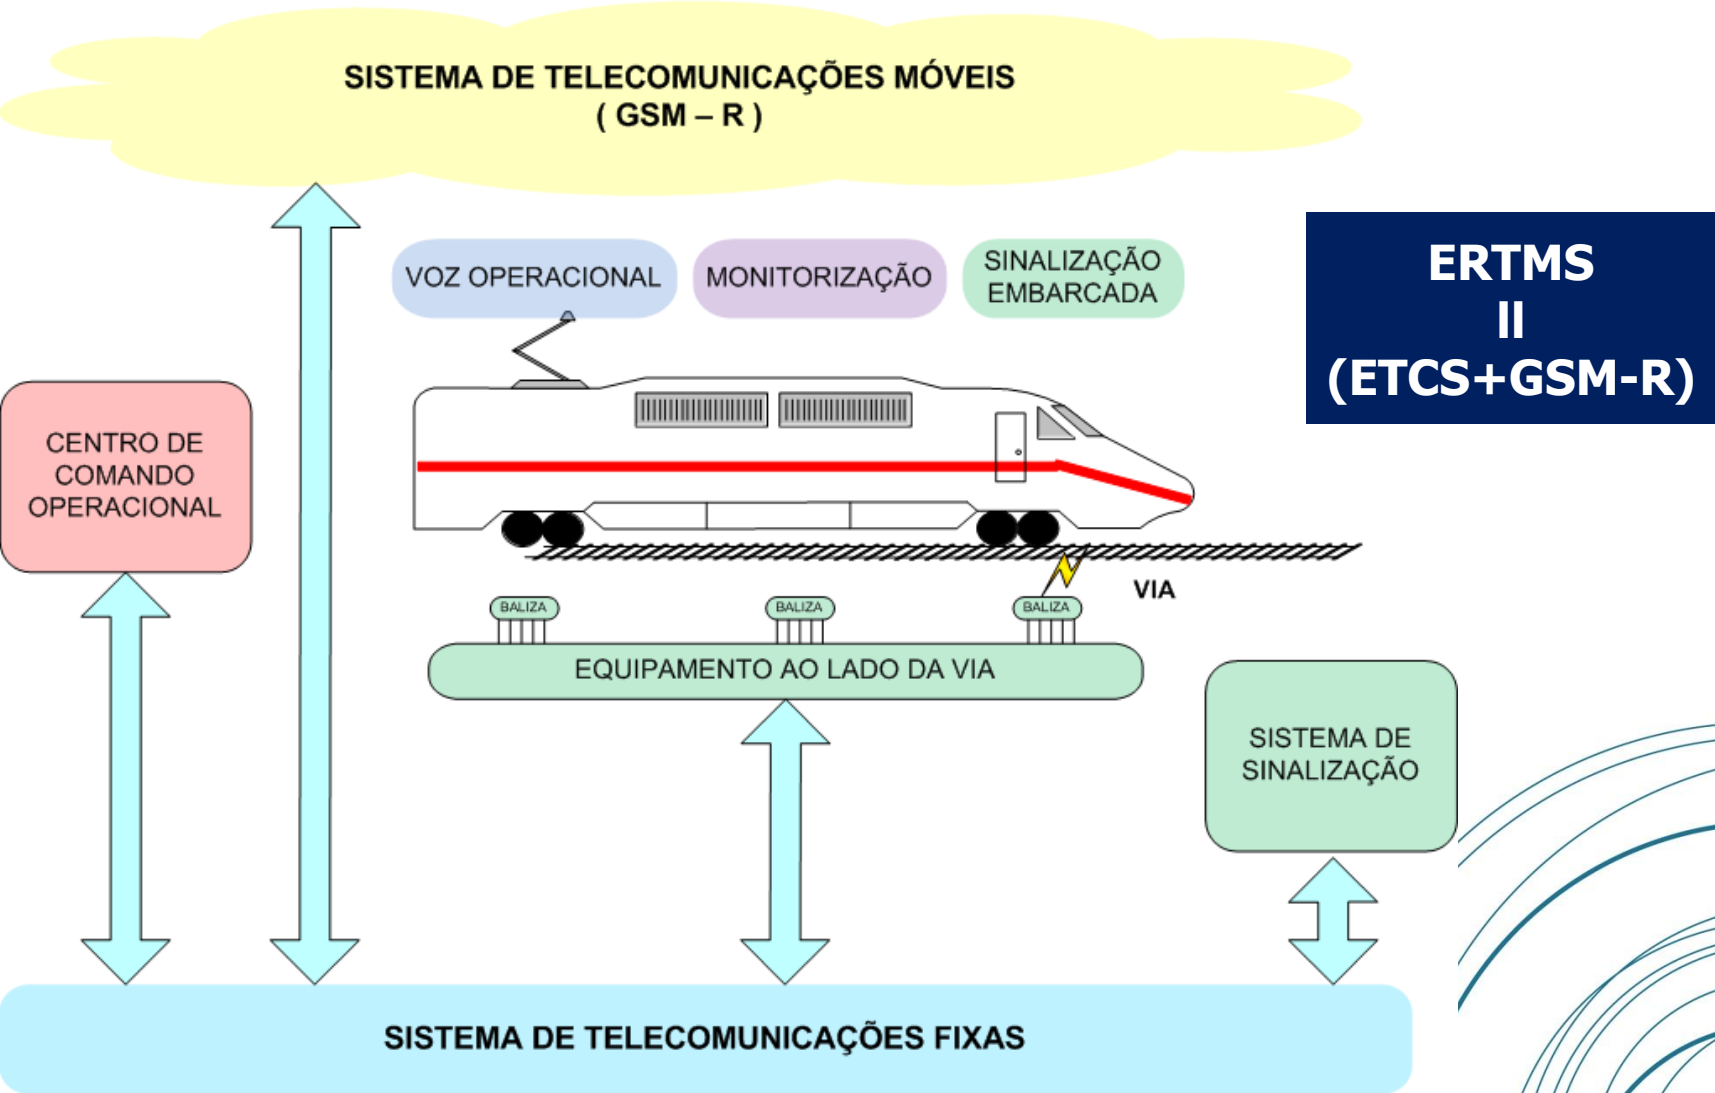 SISTEMA DE TELECOMUNICAÇÕES MÓVEIS
( GSM – R )
VOZ OPERACIONAL
MONITORIZAÇÃO
SINALIZAÇÃO
EMBARCADA
ERTMS
II
(ETCS+GSM-R)
CENTRO DE
COMANDO
OPERACIONAL
VIA
BALIZA
BALIZA
BALIZA
EQUIPAMENTO AO LADO DA VIA
SISTEMA DE
SINALIZAÇÃO
SISTEMA DE TELECOMUNICAÇÕES FIXAS